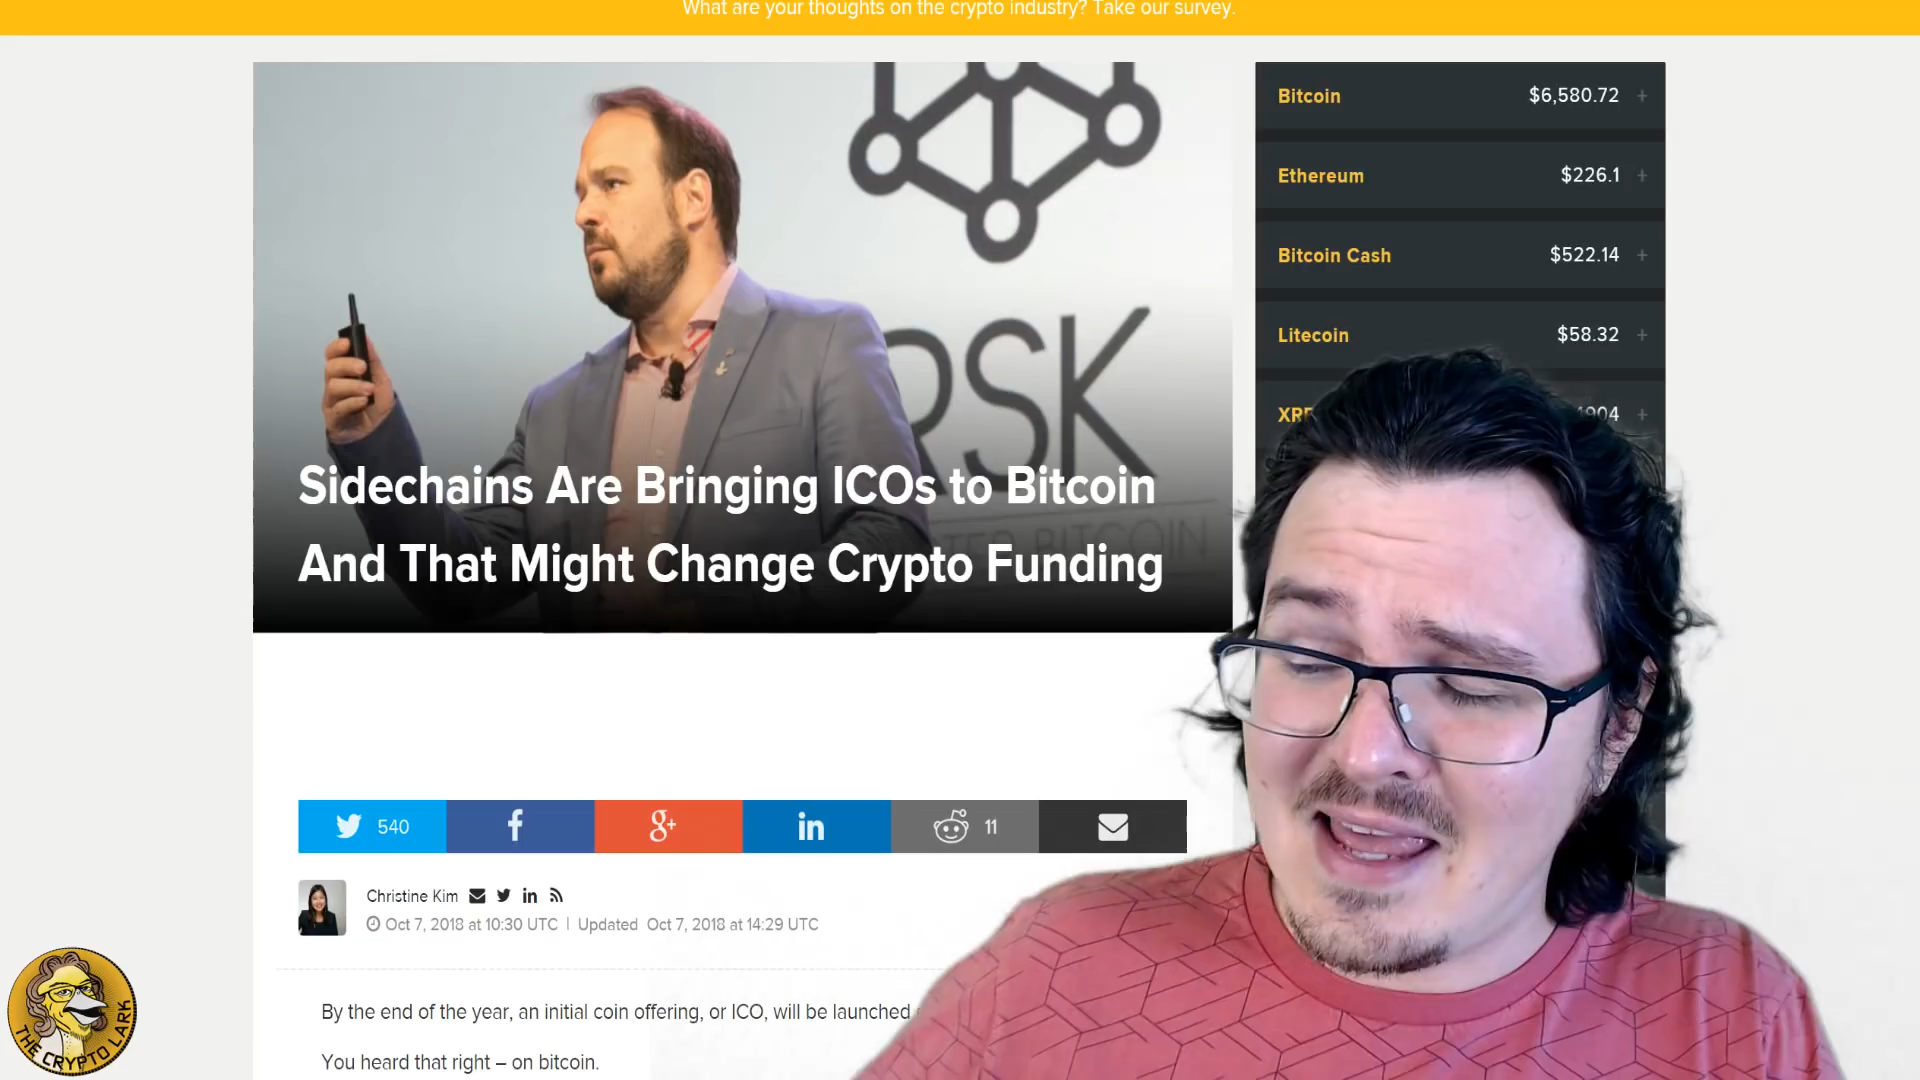 What are your thoughts on the crypto industry? Take our survey.
Bitcoin $6,580.72 +
Ethereum $226.1 +
Bitcoin Cash $522.14 +
Litecoin $58.32 +
+
RSK
BITCOIN
Sidechains Are Bringing ICOs to Bitcoin
And That Might Change Crypto Funding
540
11
Christine Kim
Oct 7, 2018 at 10:30 UTC | Updated Oct 7, 2018 at 14:29 UTC
By the end of the year, an initial coin offering, or ICO, will be launched
You heard that right – on bitcoin.
THE CRYPTO LARK